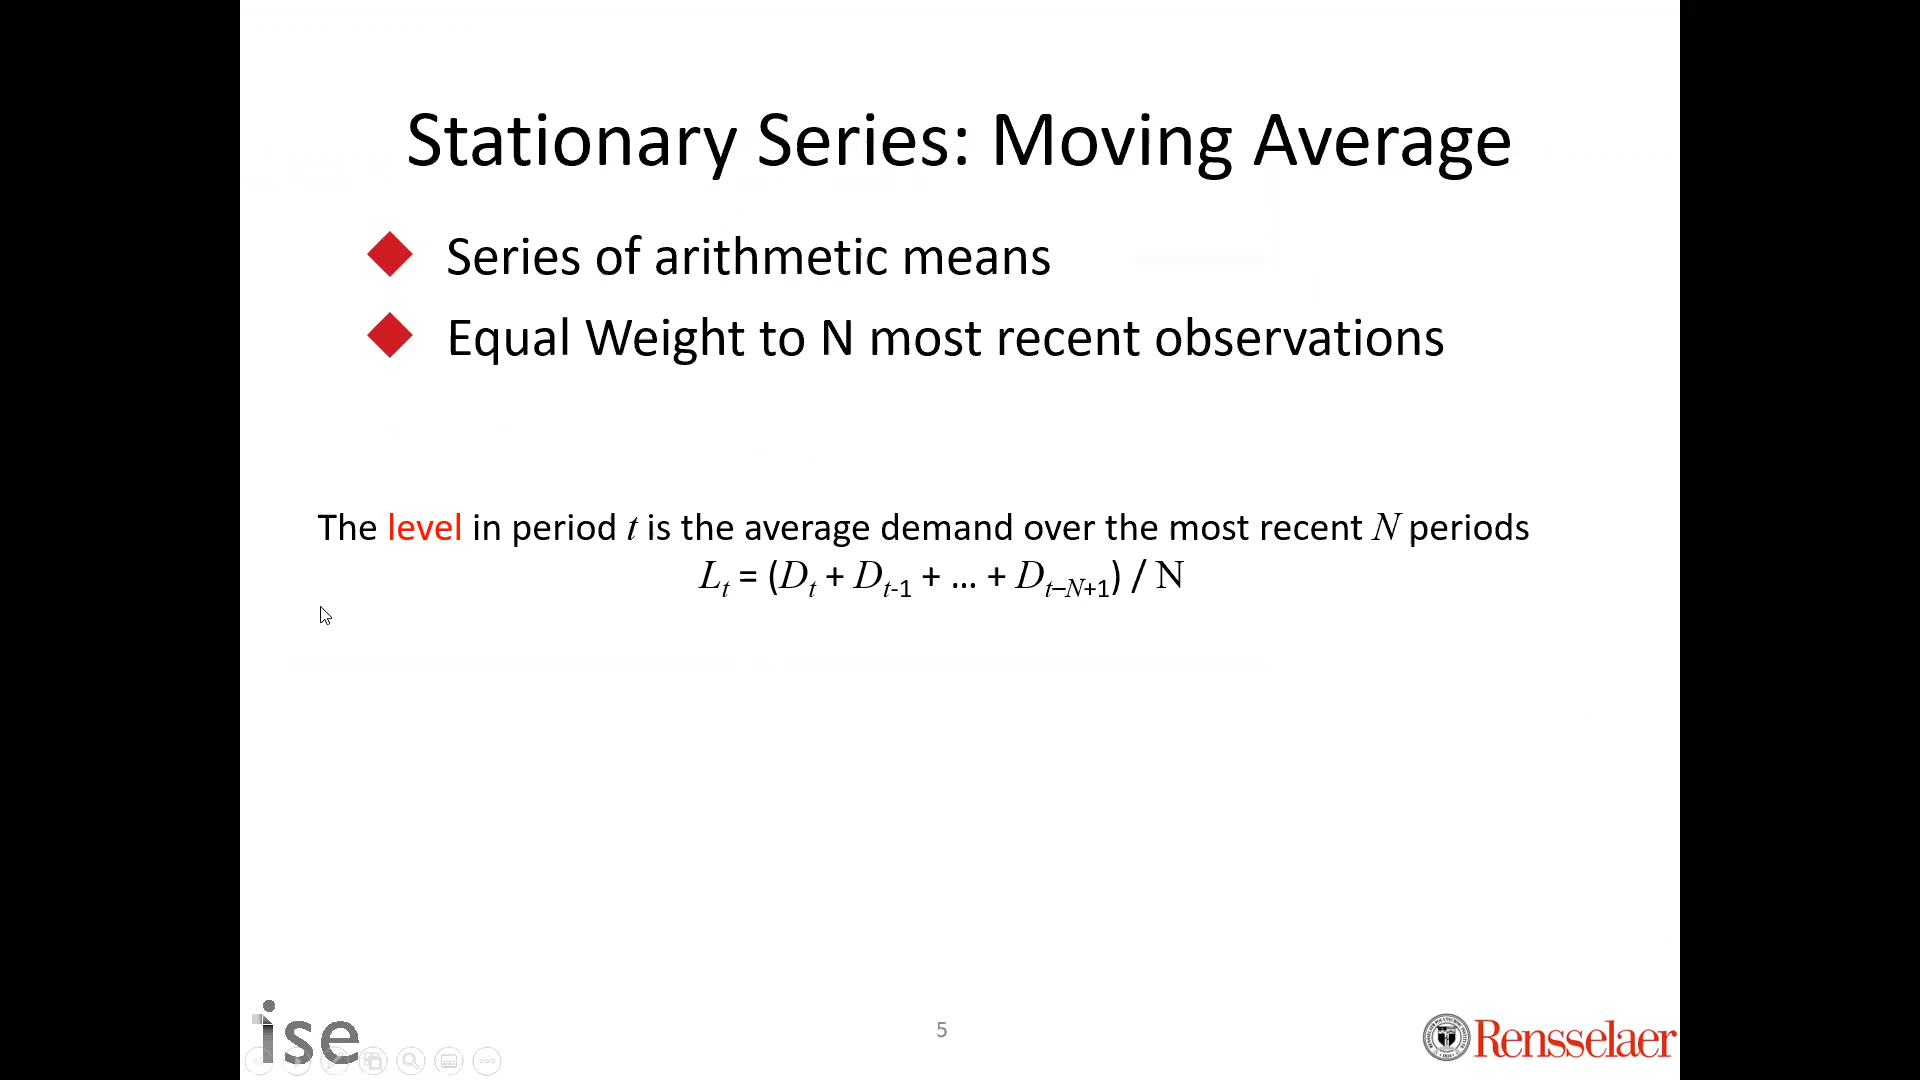 Stationary Series: Moving Average
Series of arithmetic means
Equal Weight to N most recent observations
The level in period t is the average demand over the most recent N periods
Lt = (Dt + Dt-1 + ... + Dt–N+1) / N
ise
5
Rensselaer